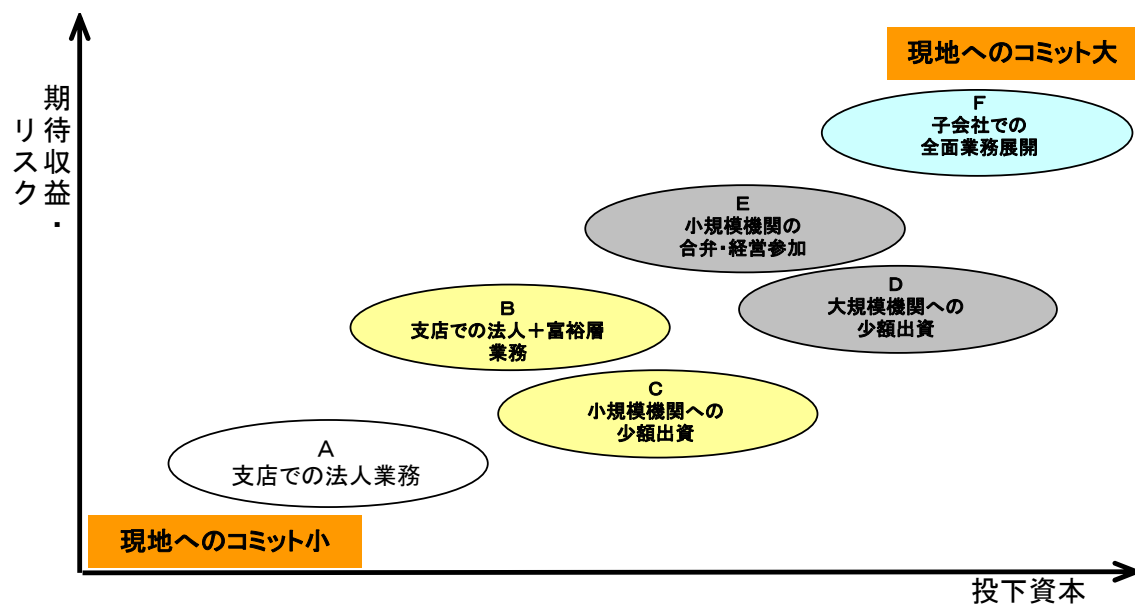 現地へのコミット大
期待収益・
リスク
F
子会社での
全面業務展開
E
小規模機関の
合弁・経営参加
D
大規模機関への
少額出資
B
支店での法人＋富裕層
業務
C
小規模機関への
少額出資
A
支店での法人業務
現地へのコミット小
投下資本